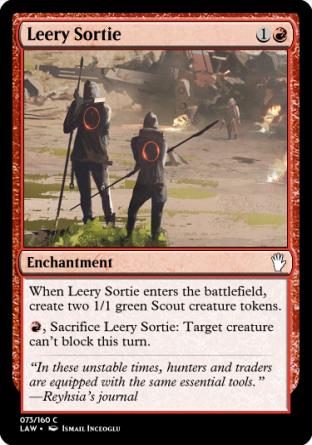 Leery Sortie 1
Enchantment
When Leery Sortie enters the battlefield,
create two 1/1 green Scout creature tokens.
, Sacrifice Leery Sortie: Target creature
can't block this turn.
"In these unstable times, hunters and traders
are equipped with the same essential tools."
—Reyhsia's journal
073/160 C
LAW • Ismail Inceoglu